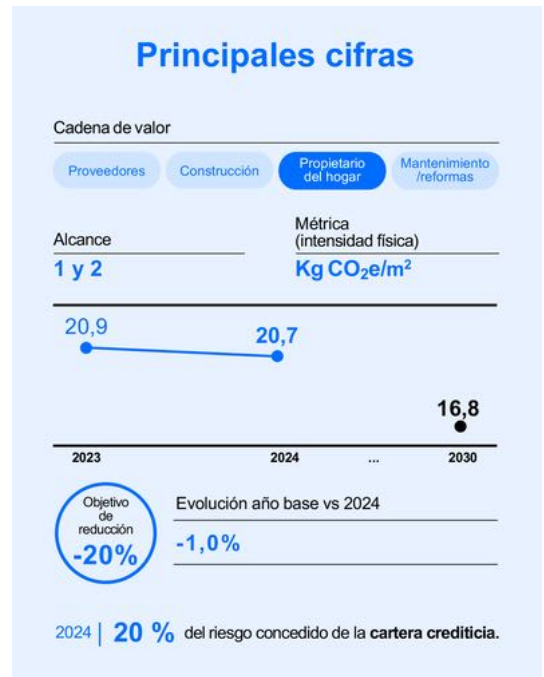 Principales cifras
Cadena de valor
Proveedores
Construcción
Propietario
del hogar
Mantenimiento
/reformas
Alcance
1 y 2
Métrica
(intensidad física)
Kg CO₂e/m²
20,9
20,7
16,8
2023
2024
...
2030
Objetivo
de
reducción
-20%
Evolución año base vs 2024
-1,0%
2024 | 20 % del riesgo concedido de la cartera crediticia.